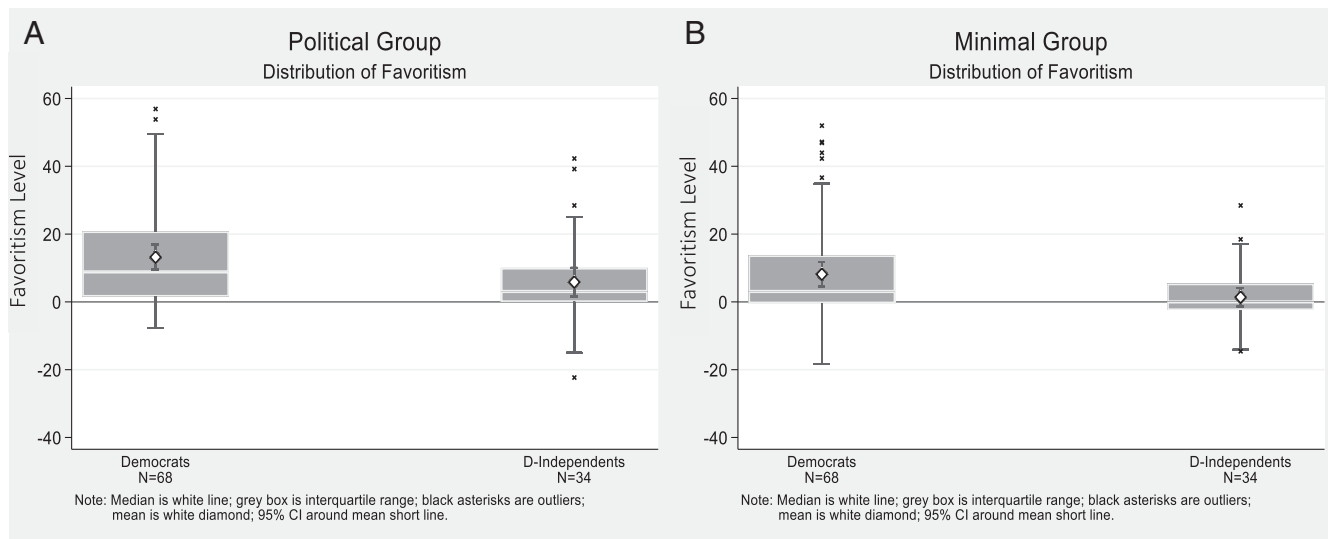 A
Political Group
Distribution of Favoritism
Favoritism Level
60
40
20
0
-20
-40
Democrats
N=68
D-Independents
N=34
Note: Median is white line; grey box is interquartile range; black asterisks are outliers;
mean is white diamond; 95% CI around mean short line.
B
Minimal Group
Distribution of Favoritism
Favoritism Level
60
40
20
0
-20
-40
Democrats
N=68
D-Independents
N=34
Note: Median is white line; grey box is interquartile range; black asterisks are outliers;
mean is white diamond; 95% CI around mean short line.